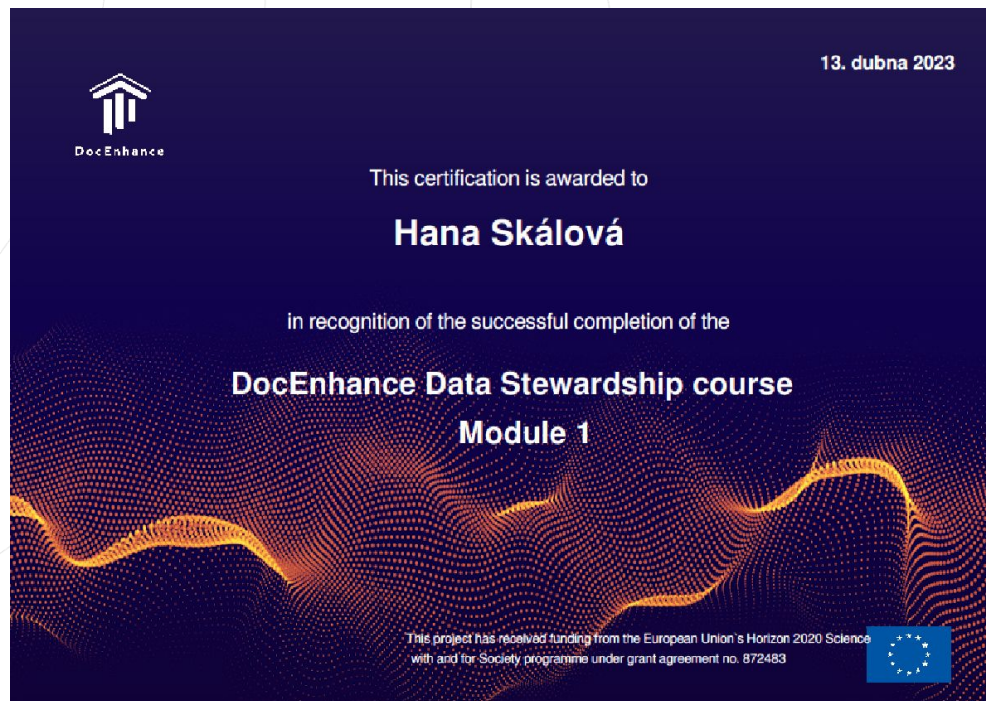 13. dubna 2023
DocEnhance
This certification is awarded to
Hana Skálová
in recognition of the successful completion of the
DocEnhance Data Stewardship course
Module 1
This project has received funding from the European Union`s Horizon 2020 Science
with and for Society programme under grant agreement no. 872483